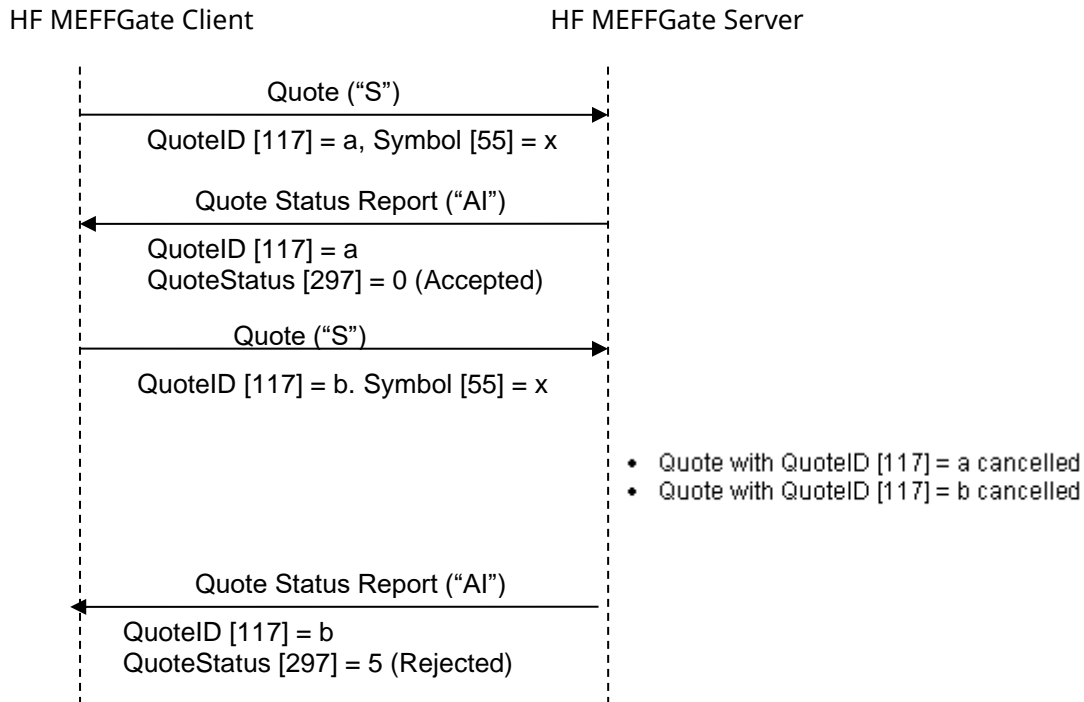 HF MEFFGate Client
HF MEFFGate Server
Quote (“S”)
QuoteID [117] = a, Symbol [55] = x
Quote Status Report (“AI”)
QuoteID [117] = a
QuoteStatus [297] = 0 (Accepted)
Quote (“S”)
QuoteID [117] = b. Symbol [55] = x
• Quote with QuoteID [117] = a cancelled
• Quote with QuoteID [117] = b cancelled
Quote Status Report (“AI”)
QuoteID [117] = b
QuoteStatus [297] = 5 (Rejected)